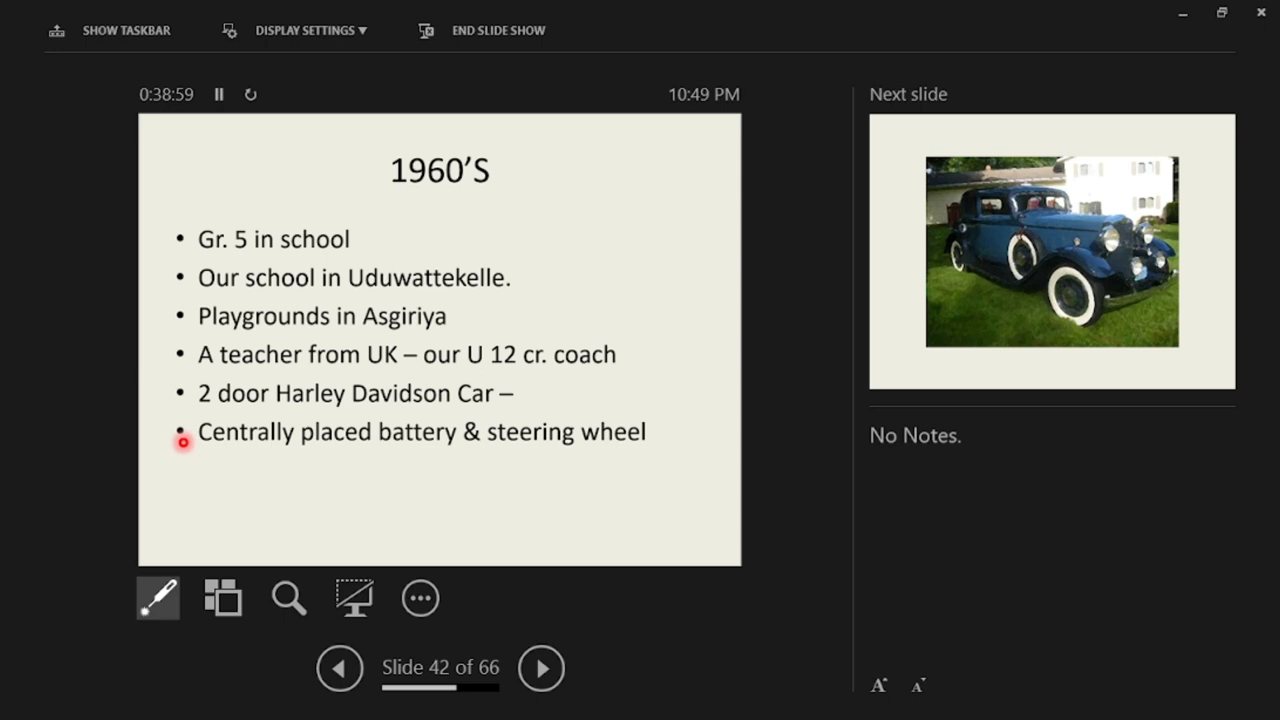 SHOW TASKBAR
DISPLAY SETTINGS ▼
END SLIDE SHOW
0:38:59
10:49 PM
1960’S
• Gr. 5 in school
• Our school in Uduwattekelle.
• Playgrounds in Asgiriya
• A teacher from UK – our U 12 cr. coach
• 2 door Harley Davidson Car –
• Centrally placed battery & steering wheel
Slide 42 of 66
Next slide
No Notes.
A A